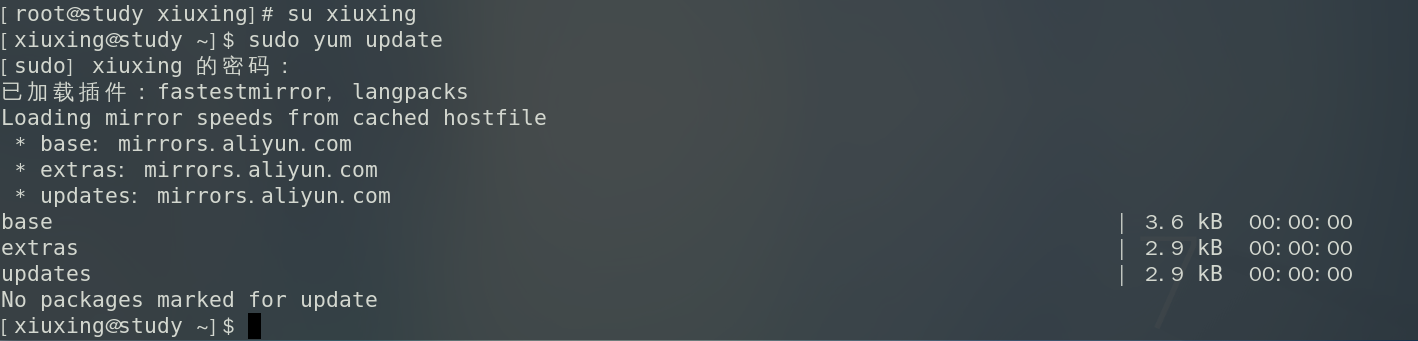 [root@study xiuxing]# su xiuxing
[xiuxing@study ~]$ sudo yum update
[sudo] xiuxing 的密码：
已加载插件：fastestmirror, langpacks
Loading mirror speeds from cached hostfile
 * base: mirrors.aliyun.com
 * extras: mirrors.aliyun.com
 * updates: mirrors.aliyun.com
base | 3.6 kB 00:00:00
extras | 2.9 kB 00:00:00
updates | 2.9 kB 00:00:00
No packages marked for update
[xiuxing@study ~]$